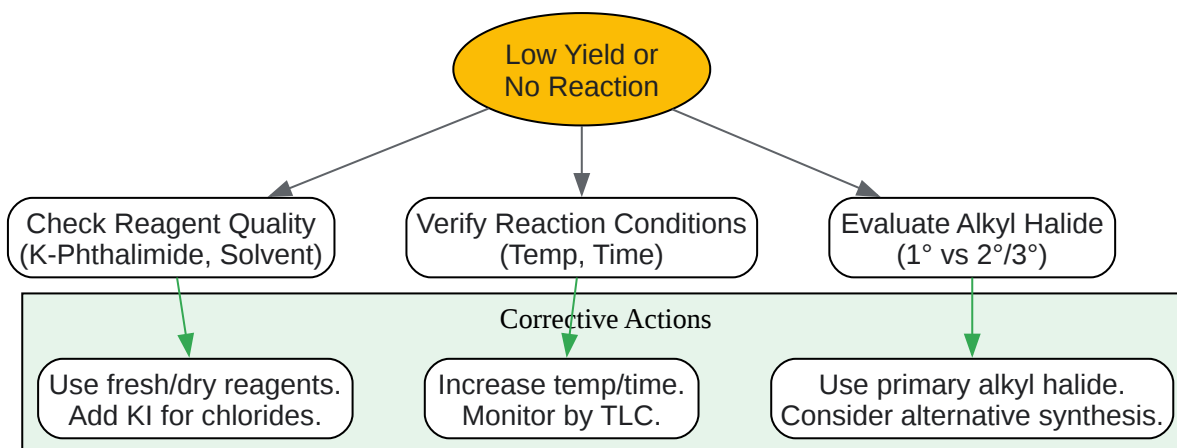 Low Yield or
No Reaction
Check Reagent Quality
(K-Phthalimide, Solvent)
Verify Reaction Conditions
(Temp, Time)
Evaluate Alkyl Halide
(1° vs 2°/3°)
Corrective Actions
Use fresh/dry reagents.
Add KI for chlorides.
Increase temp/time.
Monitor by TLC.
Use primary alkyl halide.
Consider alternative synthesis.